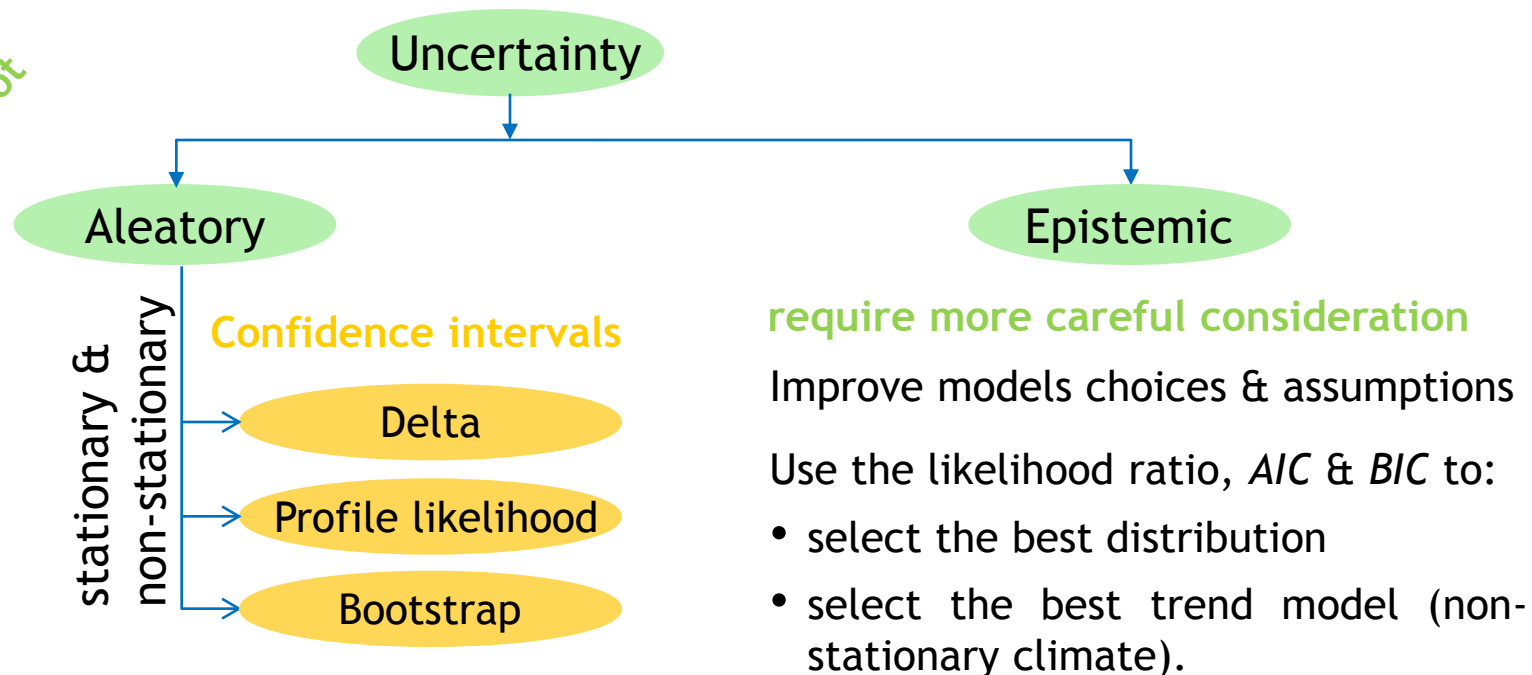 Uncertainty
Aleatory
Epistemic
stationary &
non-stationary
Confidence intervals
Delta
Profile likelihood
Bootstrap
require more careful consideration
Improve models choices & assumptions
Use the likelihood ratio, AIC & BIC to:
• select the best distribution
• select the best trend model (non-
stationary climate).